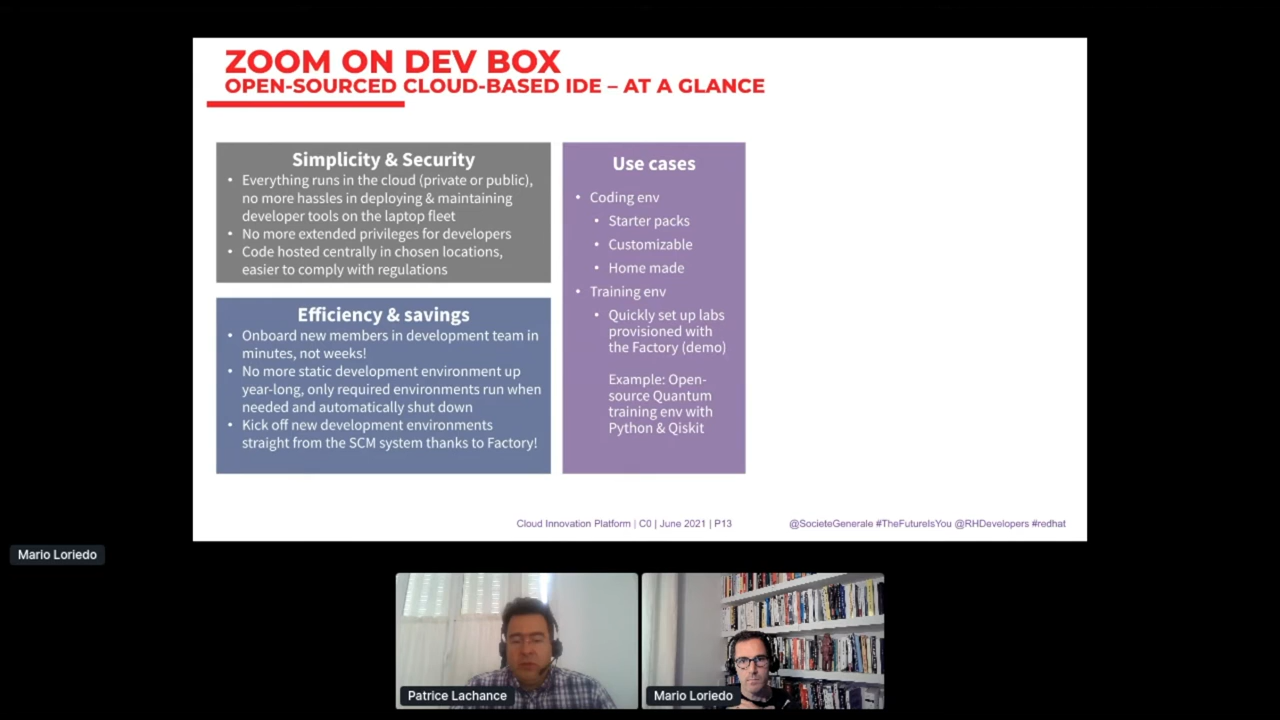 ZOOM ON DEV BOX
OPEN-SOURCED CLOUD-BASED IDE – AT A GLANCE
Simplicity & Security
• Everything runs in the cloud (private or public),
no more hassles in deploying & maintaining
developer tools on the laptop fleet
• No more extended privileges for developers
• Code hosted centrally in chosen locations,
easier to comply with regulations
Efficiency & savings
• Onboard new members in development team in
minutes, not weeks!
• No more static development environment up
year-long, only required environments run when
needed and automatically shut down
• Kick off new development environments
straight from the SCM system thanks to Factory!
Use cases
• Coding env
• Starter packs
• Customizable
• Home made
• Training env
• Quickly set up labs
provisioned with
the Factory (demo)
Example: Open-
source Quantum
training env with
Python & Qiskit
Cloud Innovation Platform | C0 | June 2021 | P13
@SocieteGenerale #TheFutureIsYou @RHDevelopers #redhat
Mario Loriedo
Patrice Lachance
Mario Loriedo